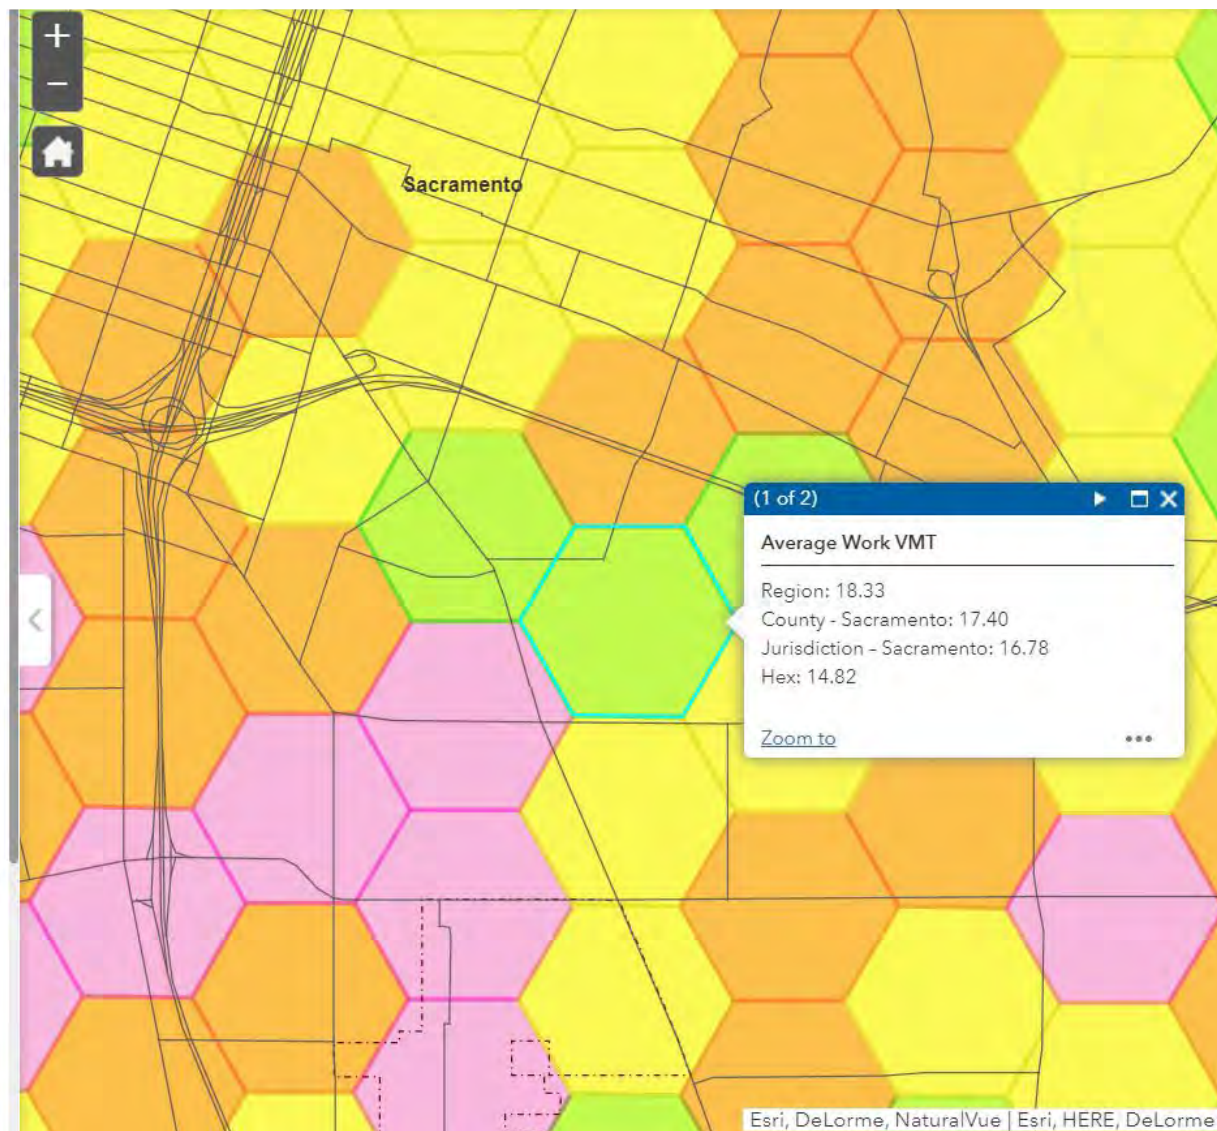 +
−
Sacramento
(1 of 2)
Average Work VMT
Region: 18.33
County - Sacramento: 17.40
Jurisdiction – Sacramento: 16.78
Hex: 14.82
Zoom to
Esri, DeLorme, NaturalVue | Esri, HERE, DeLorme